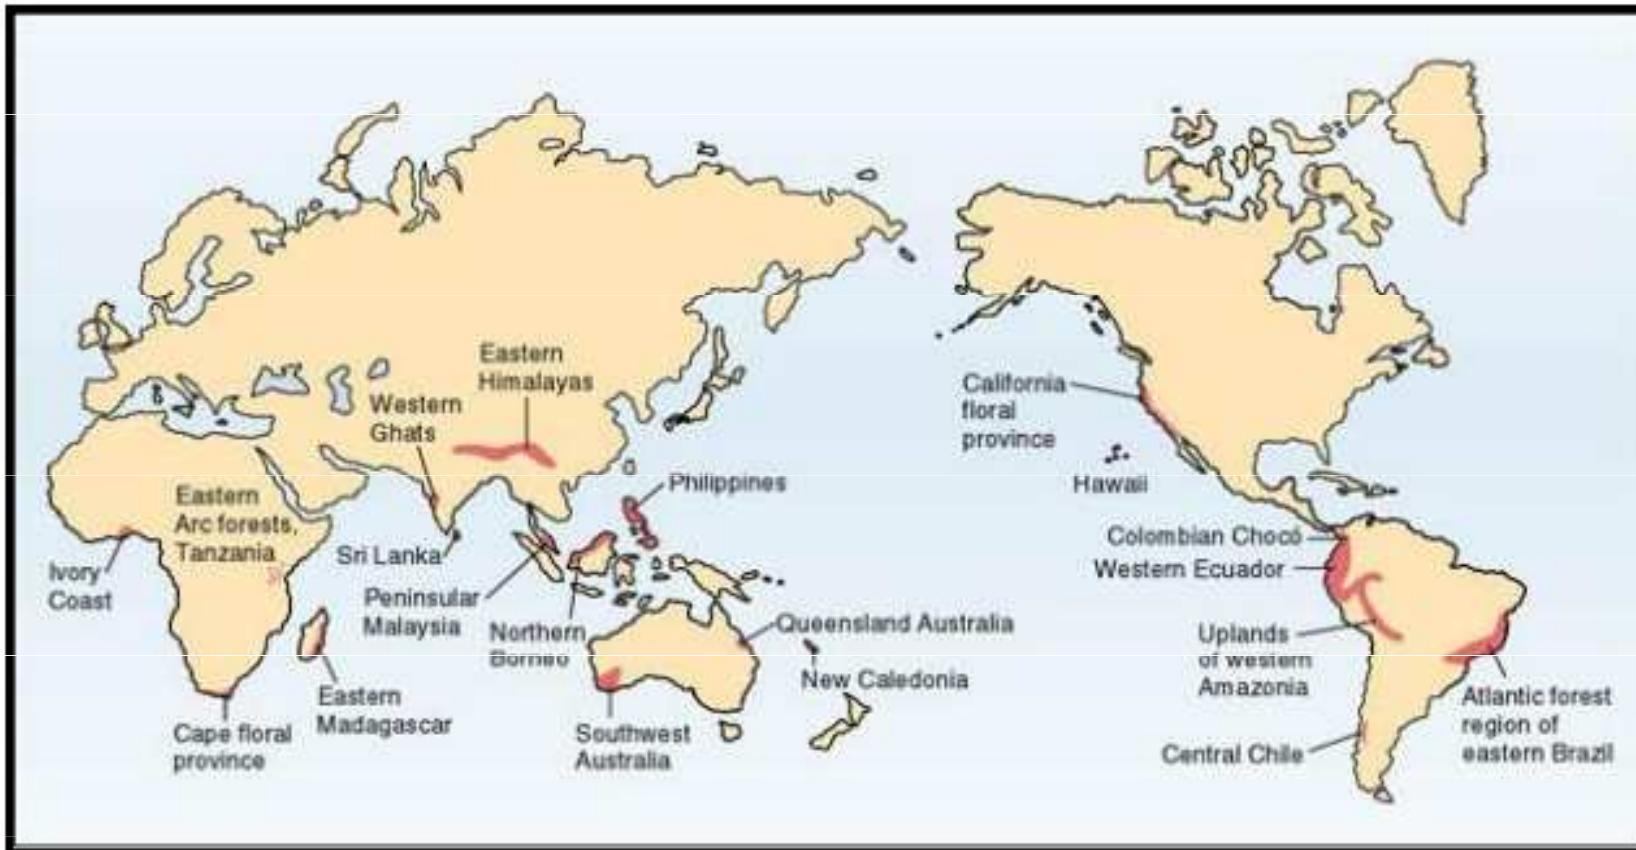 Eastern
Himalayas
Western
Ghats
Eastern
Arc forests,
Tanzania
Ivory
Coast
Sri Lanka
Peninsular
Malaysia
Northern
Borneo
Philippines
Queensland Australia
New Caledonia
Eastern
Madagascar
Cape floral
province
Southwest
Australia
California
floral
province
Hawaii
Colombian Chocó
Western Ecuador
Uplands
of western
Amazonia
Central Chile
Atlantic forest
region of
eastern Brazil